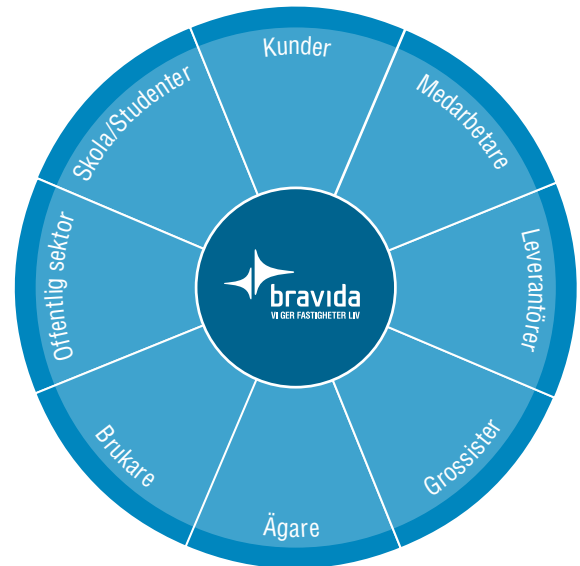 Kunder
Medarbetare
Leverantörer
Grossister
Ägare
Brukare
Offentlig sektor
Skola/Studenter
bravida
VI GER FASTIGHETER LIV